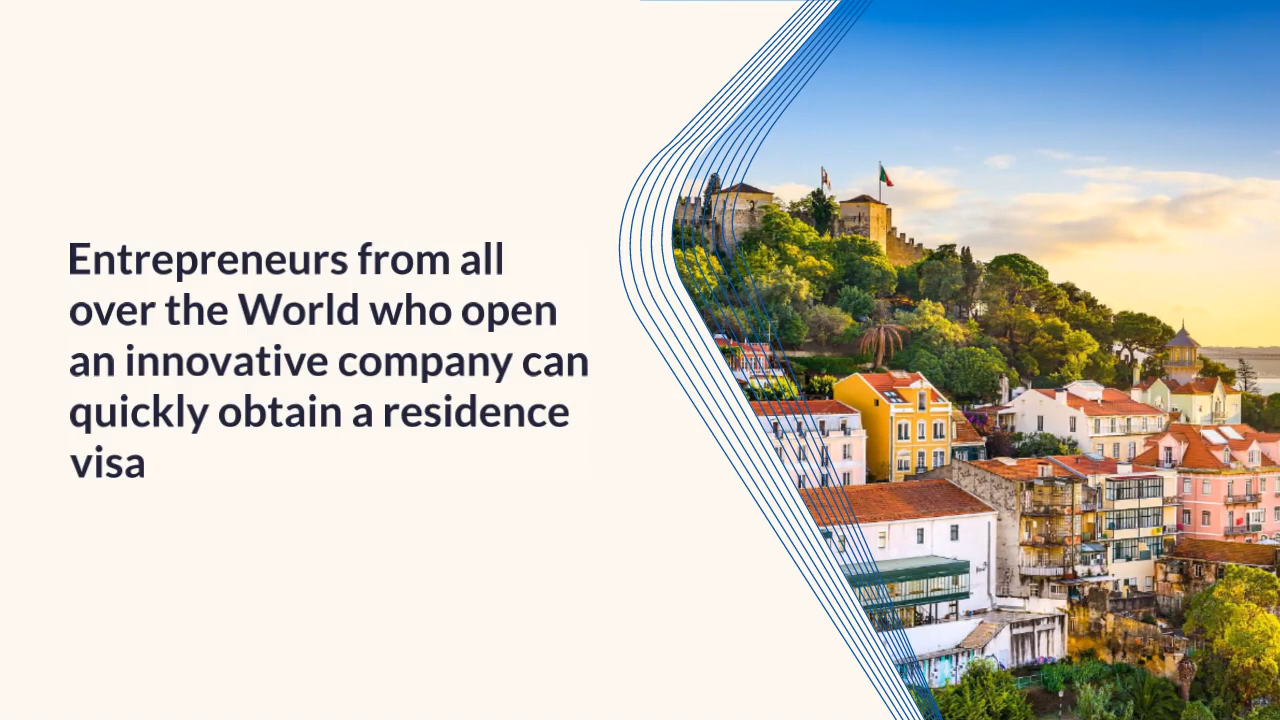 Entrepreneurs from all
over the World who open
an innovative company can
quickly obtain a residence
visa